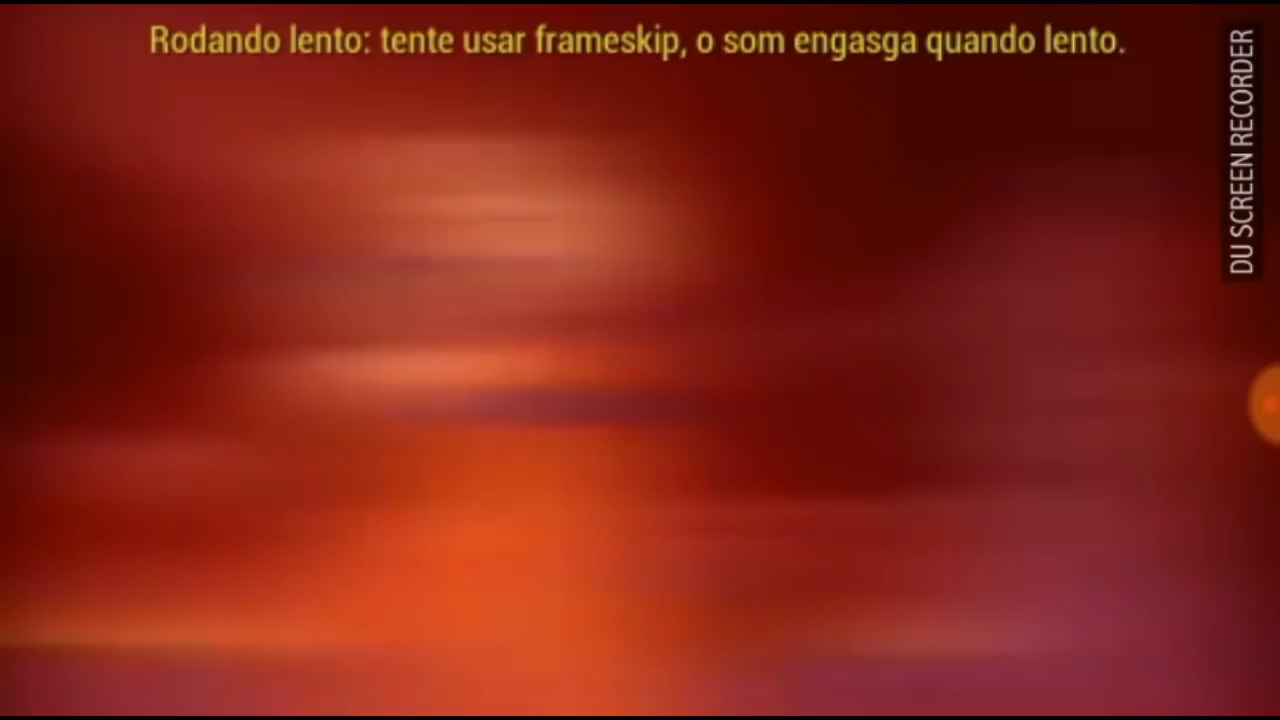 Rodando lento: tente usar frameskip, o som engasga quando lento.
DU SCREEN RECORDER